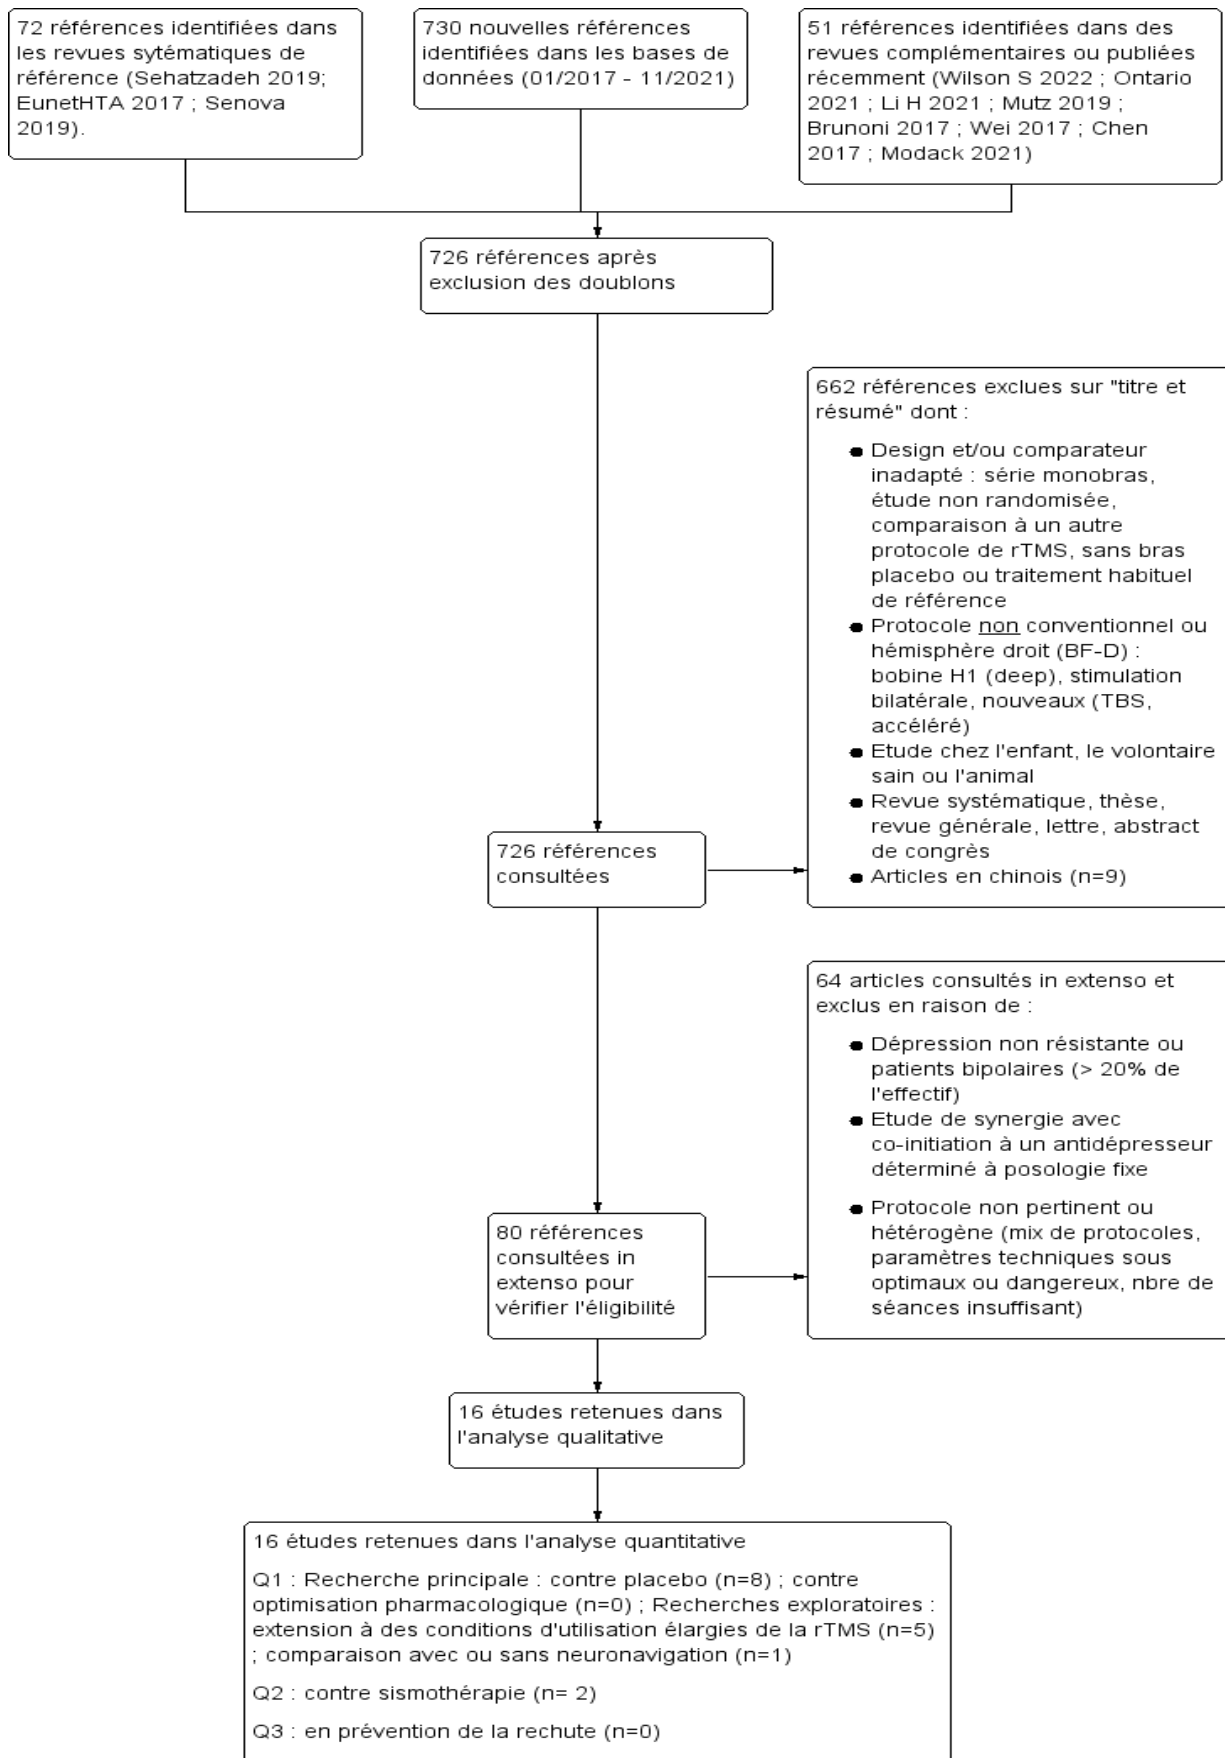 72 références identifiées dans
les revues sytématiques de
référence (Sehatzadeh 2019;
EunetHTA 2017 ; Senova
2019).
730 nouvelles références
identifiées dans les bases de
données (01/2017 - 11/2021)
51 références identifiées dans des
revues complémentaires ou publiées
récemment (Wilson S 2022 ; Ontario
2021 ; Li H 2021 ; Mutz 2019 ;
Brunoni 2017 ; Wei 2017 ; Chen
2017 ; Modack 2021)
726 références après
exclusion des doublons
662 références exclues sur "titre et
résumé" dont :
● Design et/ou comparateur
inadapté : série monobras,
étude non randomisée,
comparaison à un autre
protocole de rTMS, sans bras
placebo ou traitement habituel
de référence
● Protocole non conventionnel ou
hémisphère droit (BF-D) :
bobine H1 (deep), stimulation
bilatérale, nouveaux (TBS,
accéléré)
● Etude chez l'enfant, le volontaire
sain ou l'animal
● Revue systématique, thèse,
revue générale, lettre, abstract
de congrès
● Articles en chinois (n=9)
726 références
consultées
64 articles consultés in extenso et
exclus en raison de :
● Dépression non résistante ou
patients bipolaires (> 20% de
l'effectif)
● Etude de synergie avec
co-initiation à un antidépresseur
déterminé à posologie fixe
● Protocole non pertinent ou
hétérogène (mix de protocoles,
paramètres techniques sous
optimaux ou dangereux, nbre de
séances insuffisant)
80 références
consultées in
extenso pour
vérifier l'éligibilité
16 études retenues dans
l'analyse qualitative
16 études retenues dans l'analyse quantitative
Q1 : Recherche principale : contre placebo (n=8) ; contre
optimisation pharmacologique (n=0) ; Recherches exploratoires :
extension à des conditions d'utilisation élargies de la rTMS (n=5)
; comparaison avec ou sans neuronavigation (n=1)
Q2 : contre sismothérapie (n= 2)
Q3 : en prévention de la rechute (n=0)